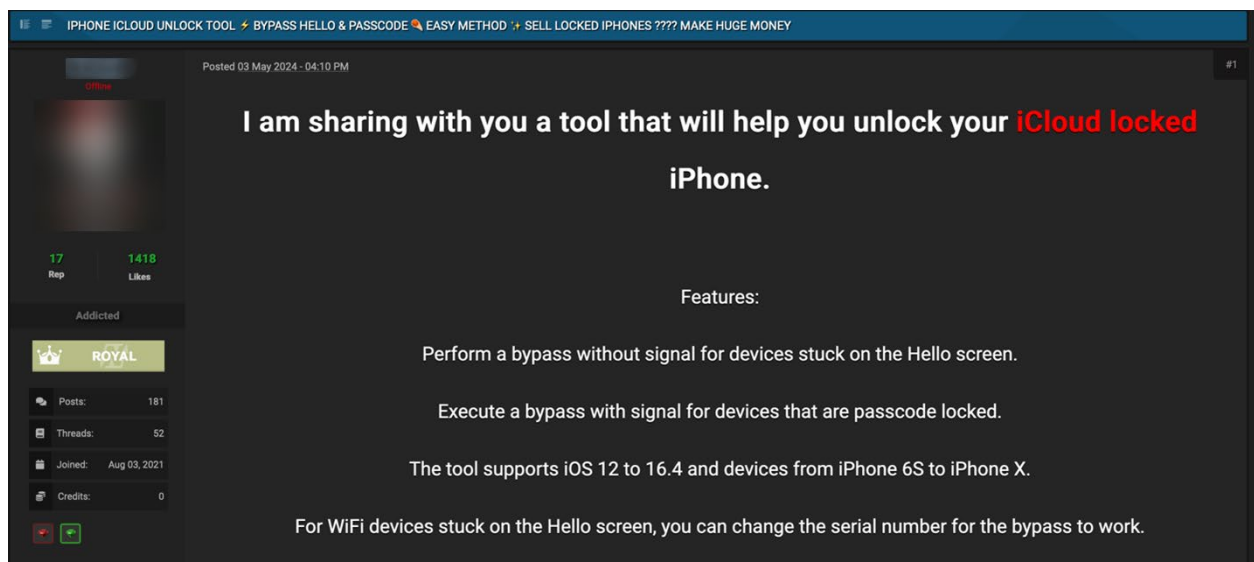 IPHONE ICLOUD UNLOCK TOOL ⚡ BYPASS HELLO & PASSCODE 🍖 EASY METHOD ✨ SELL LOCKED IPHONES ???? MAKE HUGE MONEY
Offline
Posted 03 May 2024 - 04:10 PM
#1
I am sharing with you a tool that will help you unlock your iCloud locked
iPhone.
17 1418
Rep Likes
Addicted
ROYAL
Posts: 181
Threads: 52
Joined: Aug 03, 2021
Credits: 0
Features:
Perform a bypass without signal for devices stuck on the Hello screen.
Execute a bypass with signal for devices that are passcode locked.
The tool supports iOS 12 to 16.4 and devices from iPhone 6S to iPhone X.
For WiFi devices stuck on the Hello screen, you can change the serial number for the bypass to work.